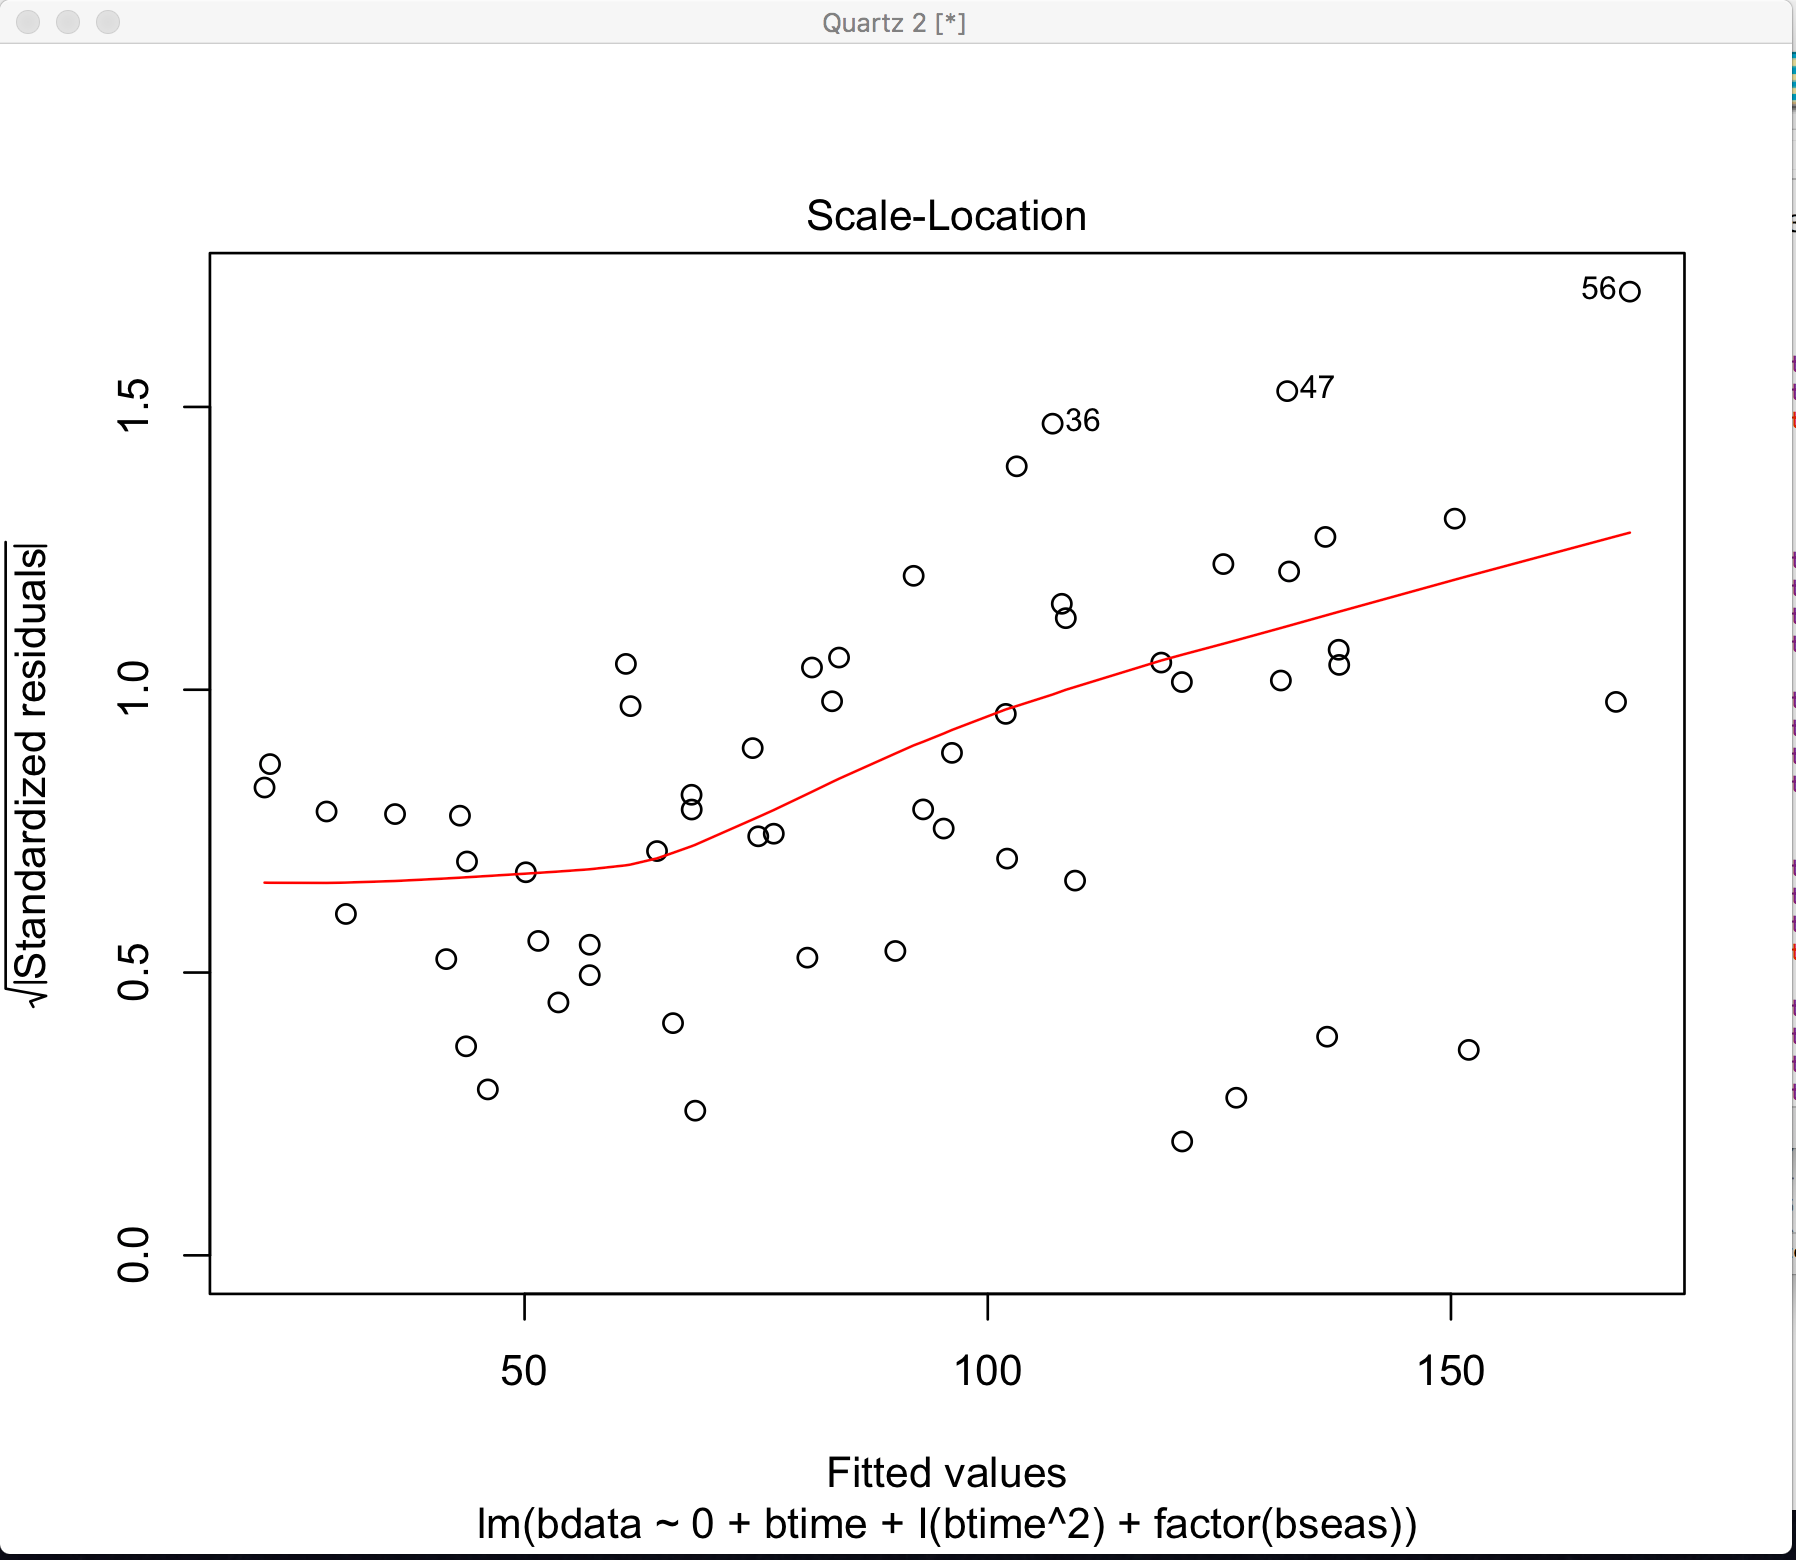 Quartz 2 [*]
Scale-Location
56
47
36
1.5
1.0
0.5
0.0
√|Standardized residuals|
50 100 150
Fitted values
lm(bdata ~ 0 + btime + I(btime^2) + factor(bseas))